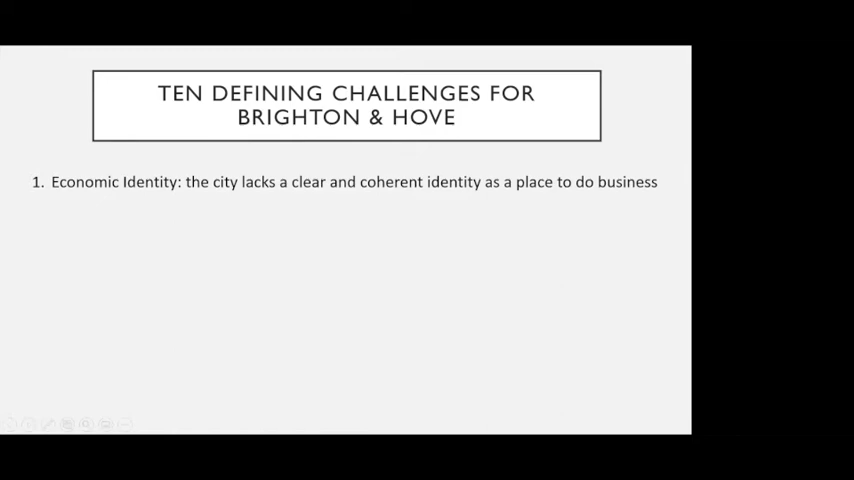 TEN DEFINING CHALLENGES FOR
BRIGHTON & HOVE
1. Economic Identity: the city lacks a clear and coherent identity as a place to do business